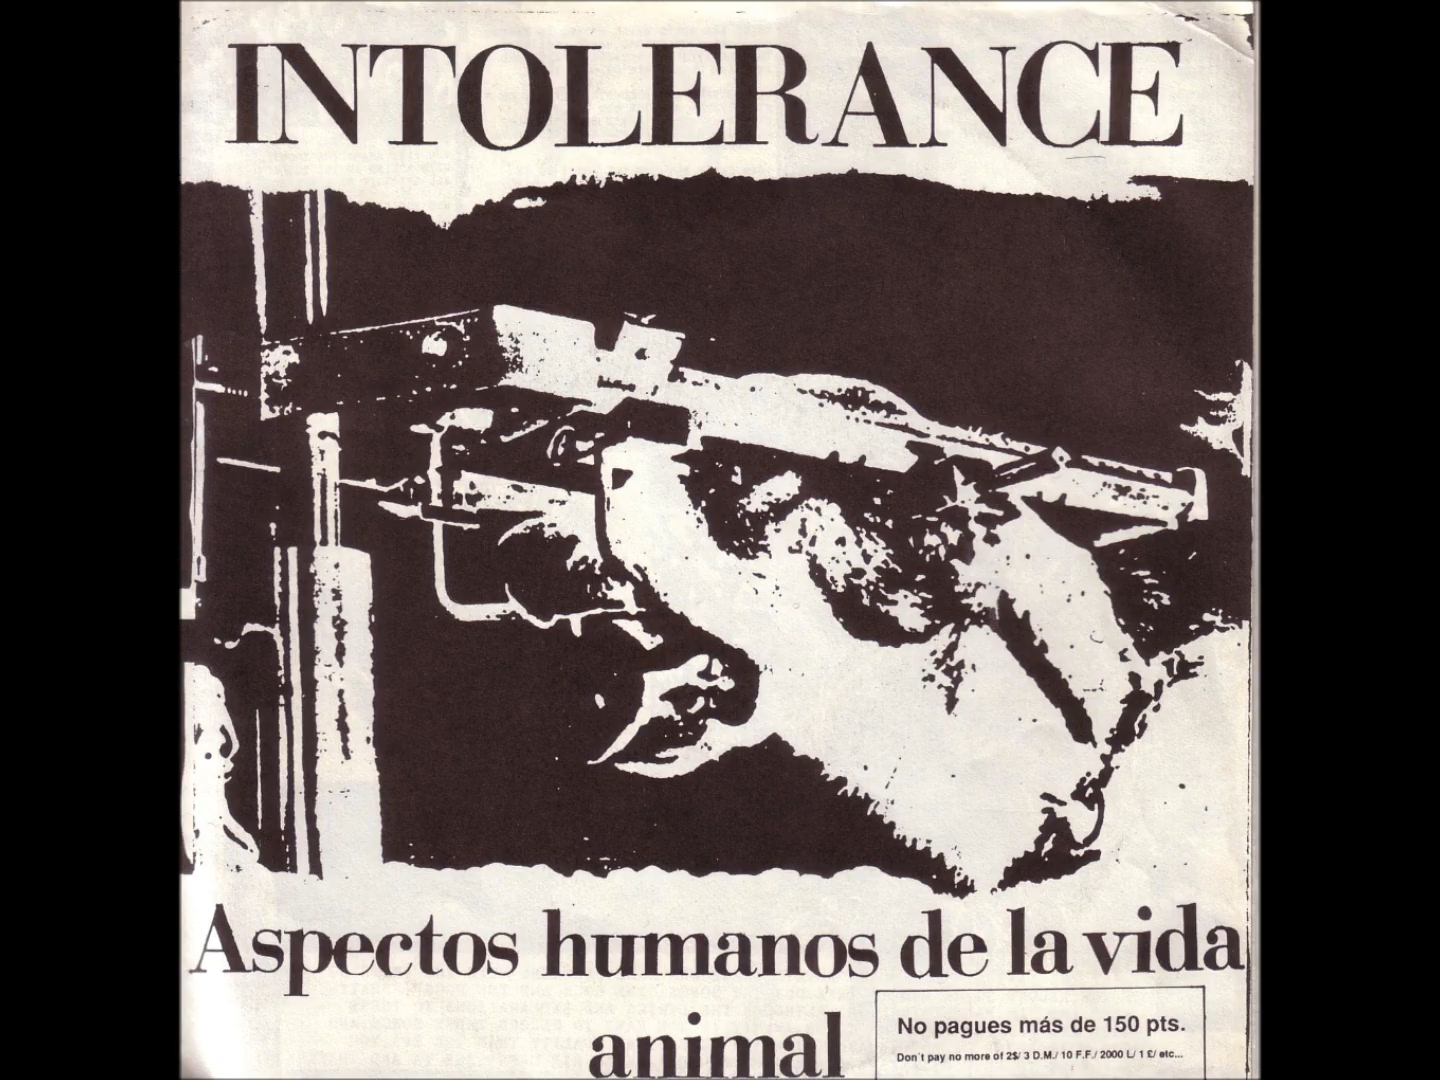 INTOLERANCE
Aspectos humanos de la vida
animal
No pagues más de 150 pts.
Don't pay no more of 2$/ 3 D.M./ 10 F.F./ 2000 L/ 1 £/ etc...